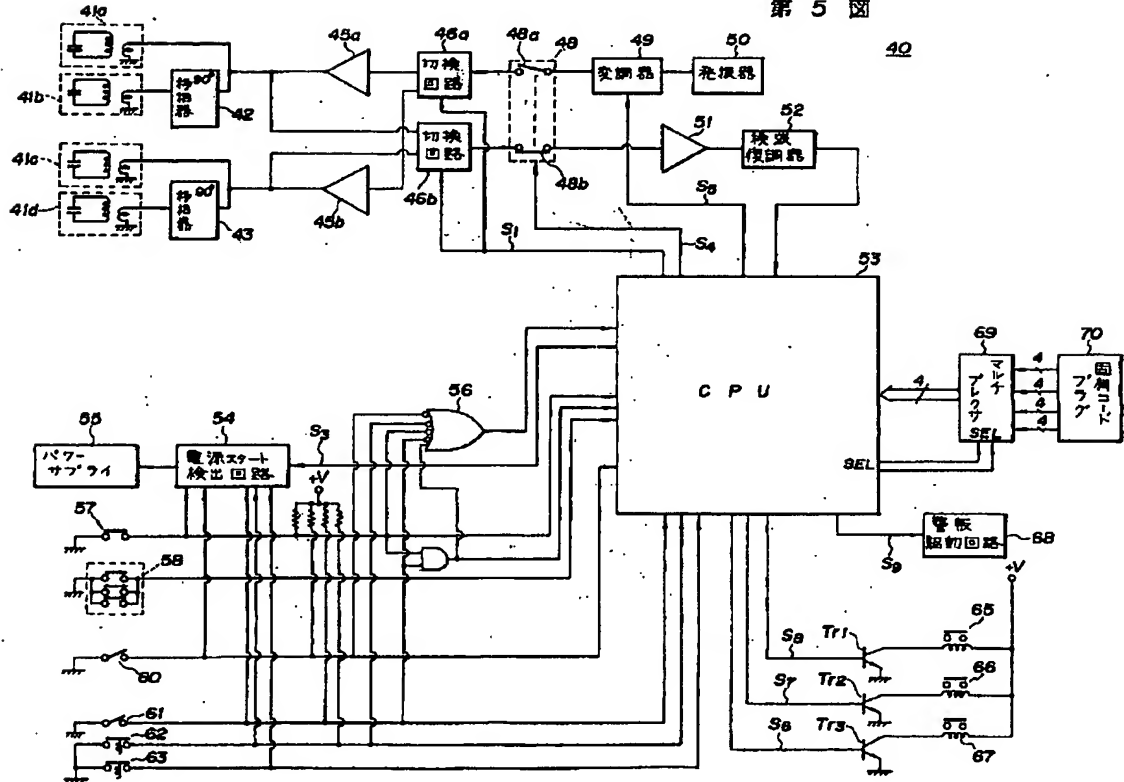 第 5 図
40
41a
41b
41c
41d
移相器
90°
42
移相器
90°
43
45a
45b
46a
切換
回路
切換
回路
46b
48a
48
48b
49
変調器
50
発振器
51
52
検波
復調器
S5
S4
S1
53
CPU
SEL
69
マルチ
プレクサ
SEL
70
固有コード
プラグ
4
4
4
4
4
55
パワー
サプライ
54
電源スタート
検出回路
S3
+V
56
57
58
60
61
62
63
警報
駆動回路
68
S9
+V
65
Tr1
S8
66
Tr2
S7
67
Tr3
S6